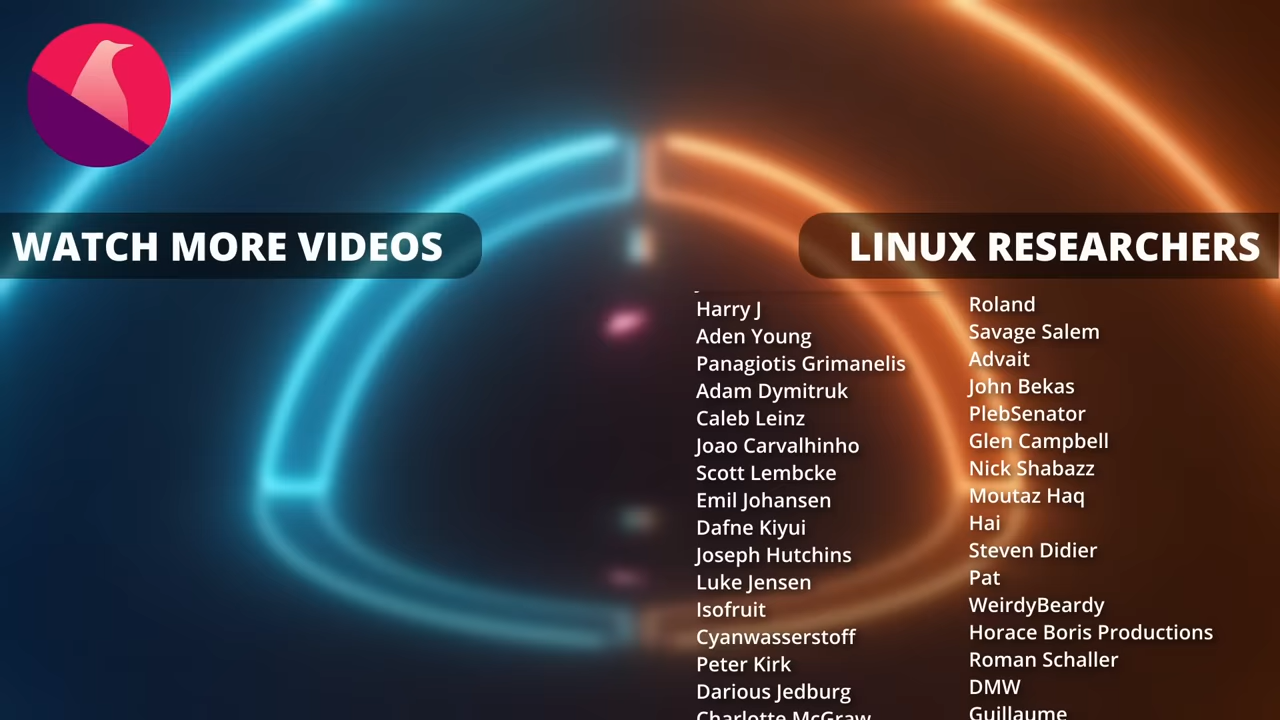 WATCH MORE VIDEOS
LINUX RESEARCHERS
Harry J
Aden Young
Panagiotis Grimanelis
Adam Dymitruk
Caleb Leinz
Joao Carvalhinho
Scott Lembcke
Emil Johansen
Dafne Kiyui
Joseph Hutchins
Luke Jensen
Isofruit
Cyanwasserstoff
Peter Kirk
Darious Jedburg
Charlotte McGraw
Roland
Savage Salem
Advait
John Bekas
PlebSenator
Glen Campbell
Nick Shabazz
Moutaz Haq
Hai
Steven Didier
Pat
WeirdyBeardy
Horace Boris Productions
Roman Schaller
DMW
Guillaume